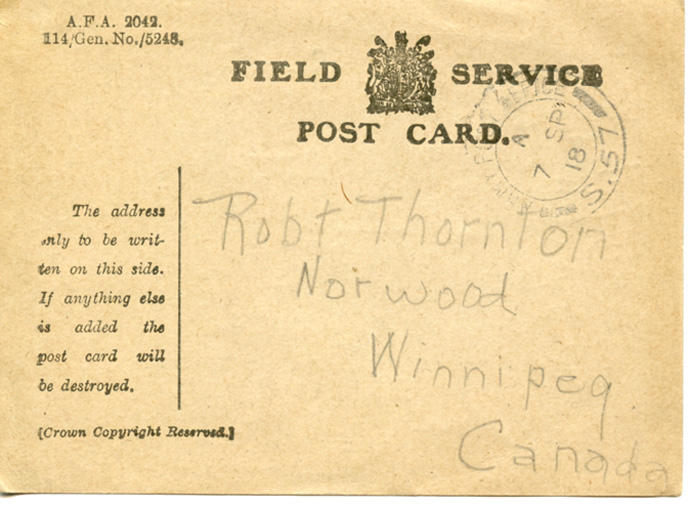 A.F.A. 2042.
114/Gen. No./5248.
FIELD SERVICE
POST CARD.
A
7 SP
18
S.57
The address
only to be writ-
ten on this side.
If anything else
is added the
post card will
be destroyed.
[Crown Copyright Reserved.]
Robt Thornton
Norwood
Winnipeg
Canada